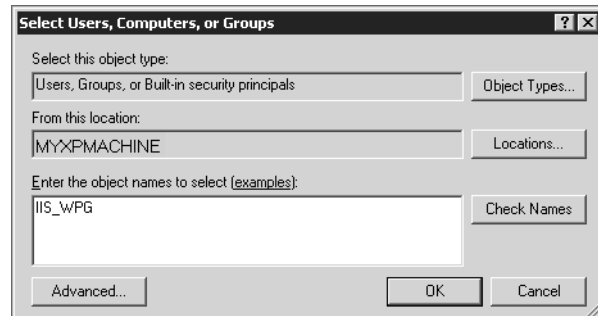 Select Users, Computers, or Groups
Select this object type:
Users, Groups, or Built-in security principals
Object Types...
From this location:
MYXPMACHINE
Locations...
Enter the object names to select (examples):
IIS_WPG
Check Names
Advanced...
OK
Cancel